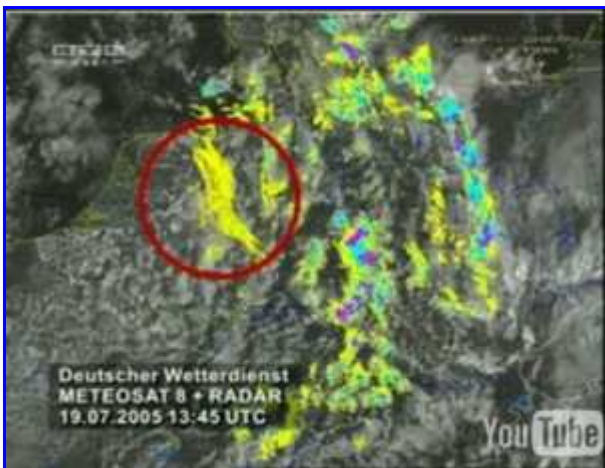 Deutscher Wetterdienst
METEOSAT 8 + RADAR
19.07.2005 13:45 UTC
YouTube